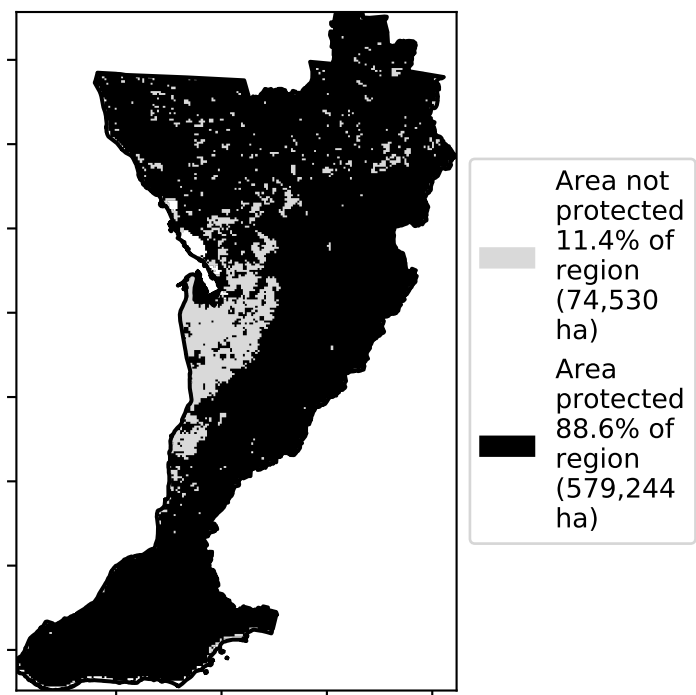 Area not
protected
11.4% of
region
(74,530
ha)
Area
protected
88.6% of
region
(579,244
ha)